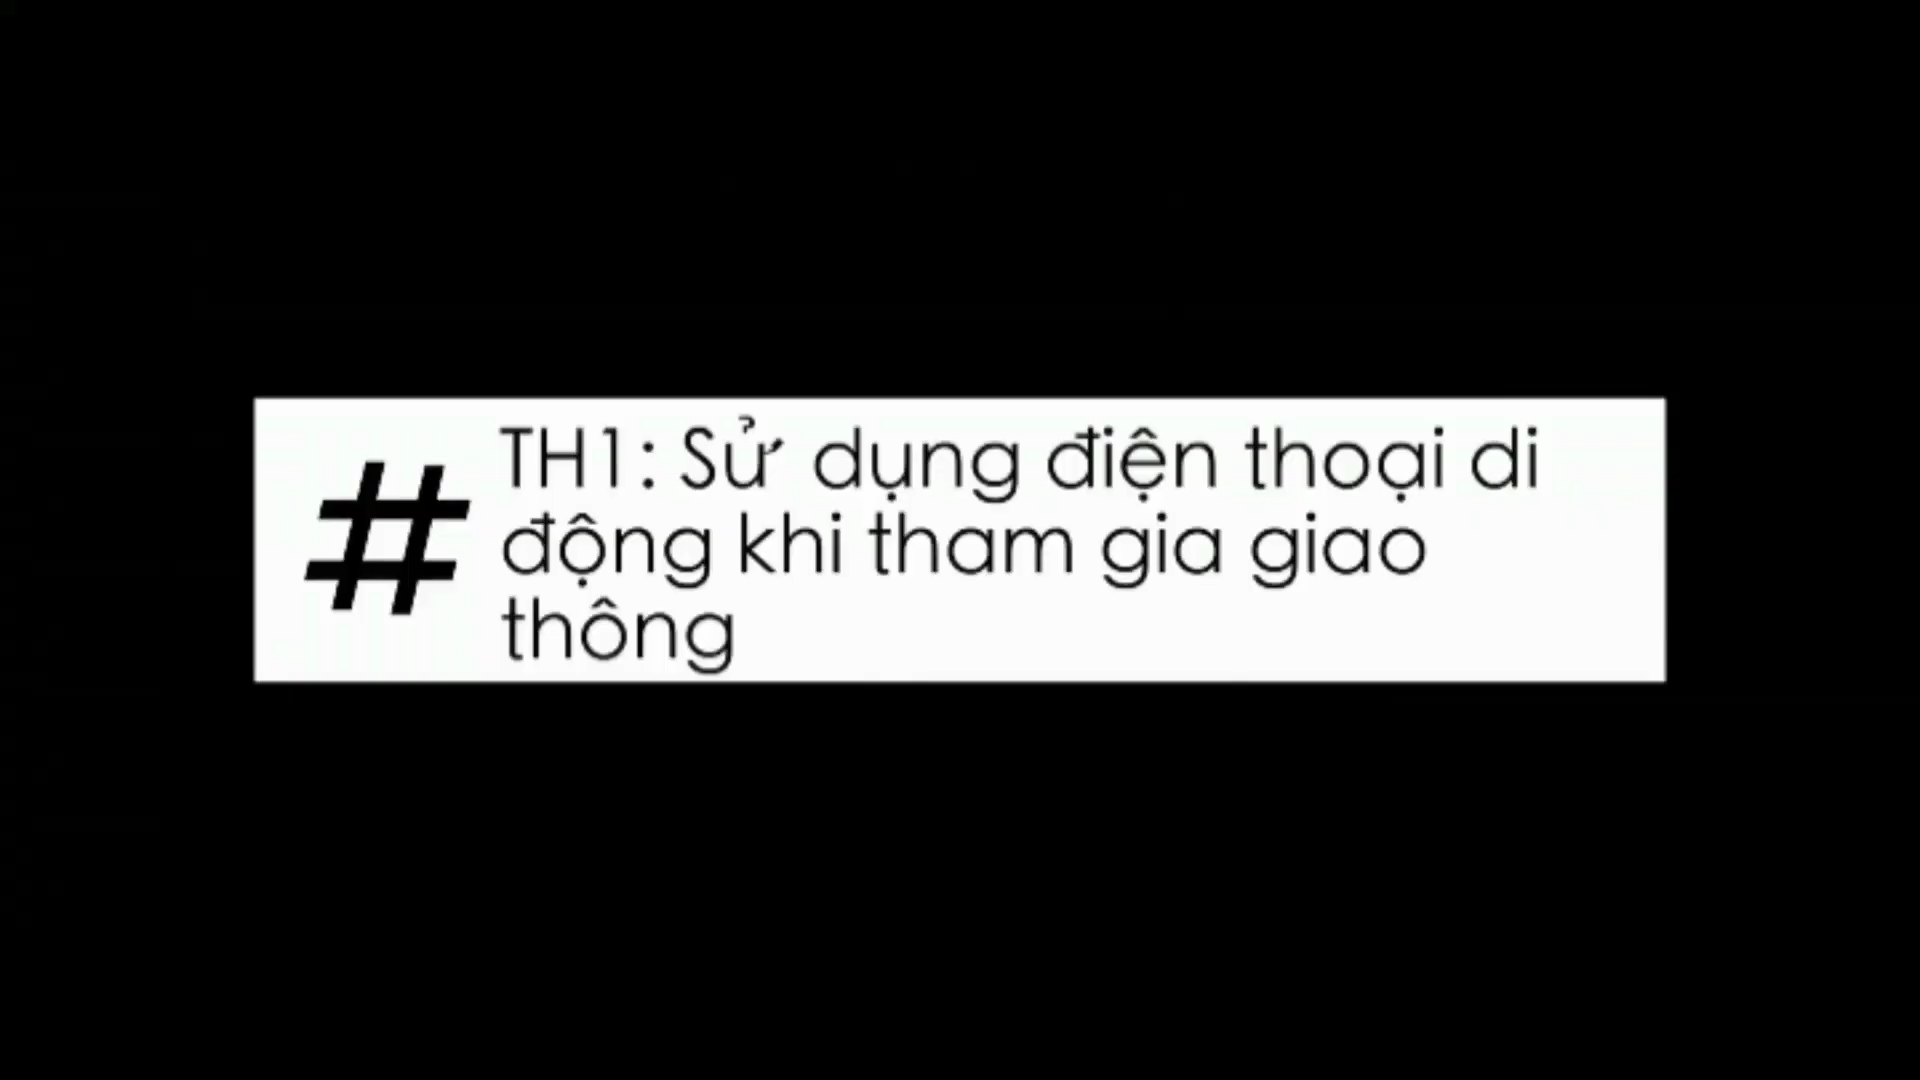 # TH1: Sử dụng điện thoại di
động khi tham gia giao
thông